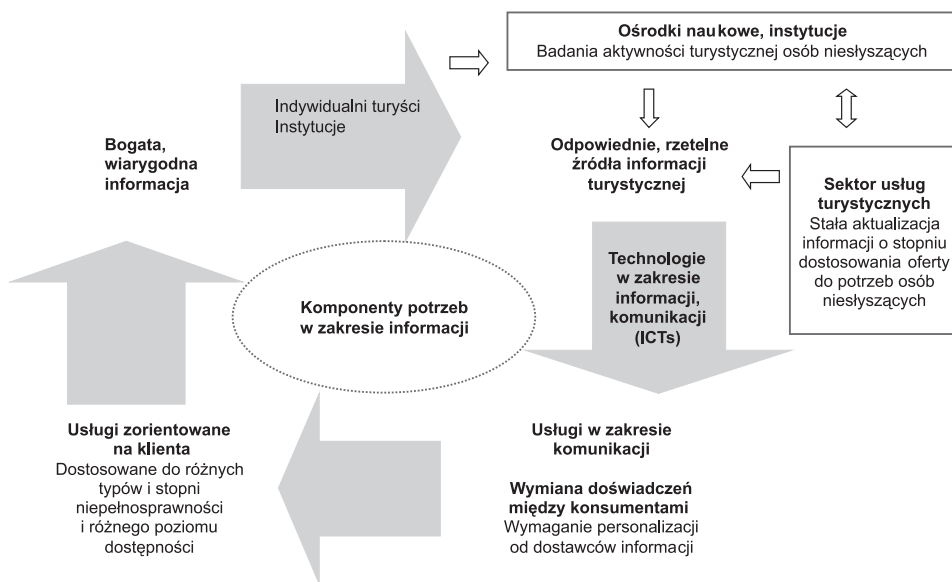 Ośrodki naukowe, instytucje
Badania aktywności turystycznej osób niesłyszących
Indywidualni turyści
Instytucje
Bogata,
wiarygodna
informacja
Odpowiednie, rzetelne
źródła informacji
turystycznej
Sektor usług
turystycznych
Stała aktualizacja
informacji o stopniu
dostosowania oferty
do potrzeb osób
niesłyszących
Technologie
w zakresie
informacji,
komunikacji
(ICTs)
Komponenty potrzeb
w zakresie informacji
Usługi w zakresie
komunikacji
Wymiana doświadczeń
między konsumentami
Wymaganie personalizacji
od dostawców informacji
Usługi zorientowane
na klienta
Dostosowane do różnych
typów i stopni
niepełnosprawności
i różnego poziomu
dostępności